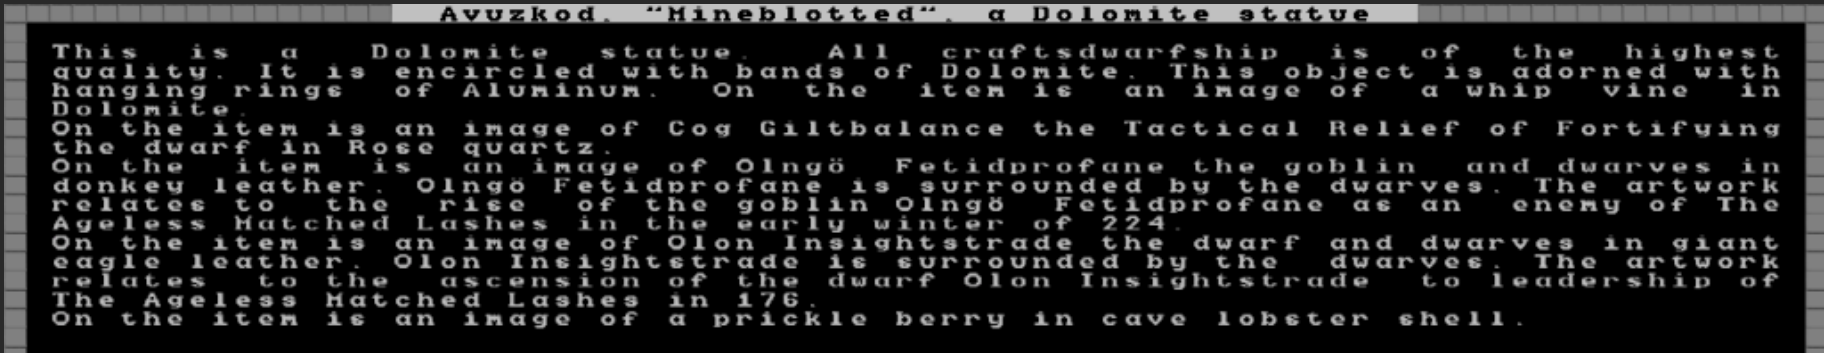 Avuzkod, "Mineblotted", a Dolomite statue
This is a Dolomite statue. All craftsdwarfship is of the highest
quality. It is encircled with bands of Dolomite. This object is adorned with
hanging rings of Aluminum. On the item is an image of a whip vine in
Dolomite.
On the item is an image of Cog Giltbalance the Tactical Relief of Fortifying
the dwarf in Rose quartz.
On the item is an image of Olngö Fetidprofane the goblin and dwarves in
donkey leather. Olngö Fetidprofane is surrounded by the dwarves. The artwork
relates to the rise of the goblin Olngö Fetidprofane as an enemy of The
Ageless Matched Lashes in the early winter of 224.
On the item is an image of Olon Insightstrade the dwarf and dwarves in giant
eagle leather. Olon Insightstrade is surrounded by the dwarves. The artwork
relates to the ascension of the dwarf Olon Insightstrade to leadership of
The Ageless Matched Lashes in 176.
On the item is an image of a prickle berry in cave lobster shell.